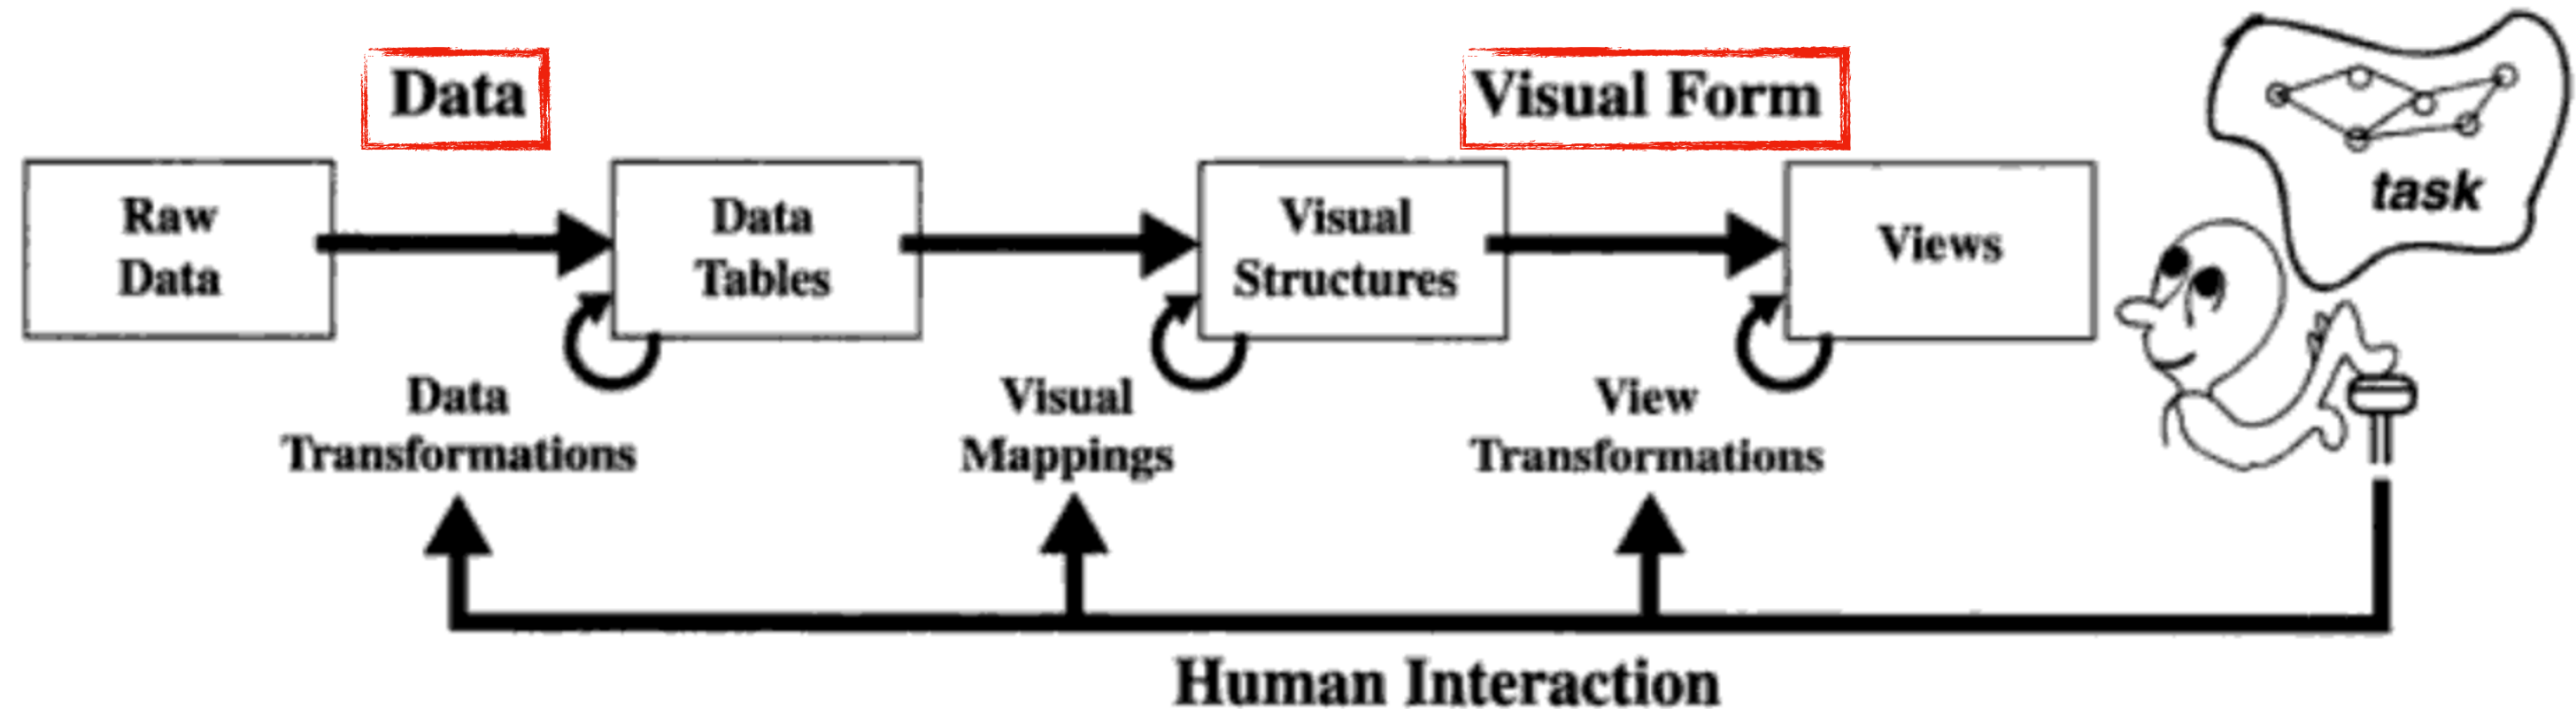 Data
Visual Form
task
Raw
Data
Data
Tables
Visual
Structures
Views
Data
Transformations
Visual
Mappings
View
Transformations
Human Interaction